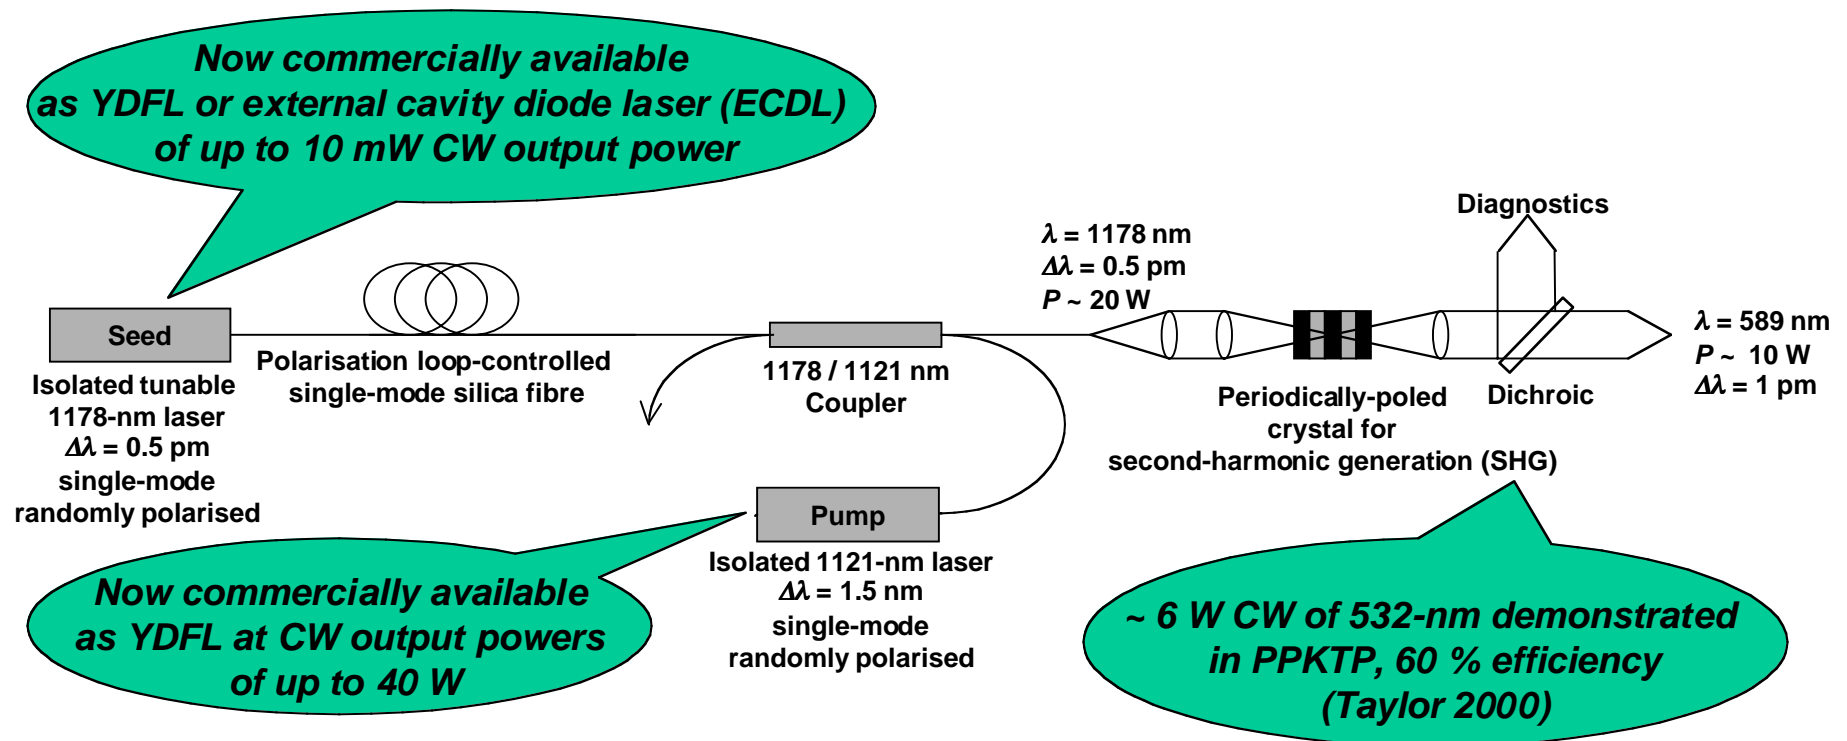 Now commercially available
as YDFL or external cavity diode laser (ECDL)
of up to 10 mW CW output power
Seed
Isolated tunable
1178-nm laser
Δλ = 0.5 pm
single-mode
randomly polarised
Polarisation loop-controlled
single-mode silica fibre
1178 / 1121 nm
Coupler
λ = 1178 nm
Δλ = 0.5 pm
P ~ 20 W
Diagnostics
Periodically-poled
crystal for
second-harmonic generation (SHG)
Dichroic
λ = 589 nm
P ~ 10 W
Δλ = 1 pm
Pump
Isolated 1121-nm laser
Δλ = 1.5 nm
single-mode
randomly polarised
Now commercially available
as YDFL at CW output powers
of up to 40 W
~ 6 W CW of 532-nm demonstrated
in PPKTP, 60 % efficiency
(Taylor 2000)